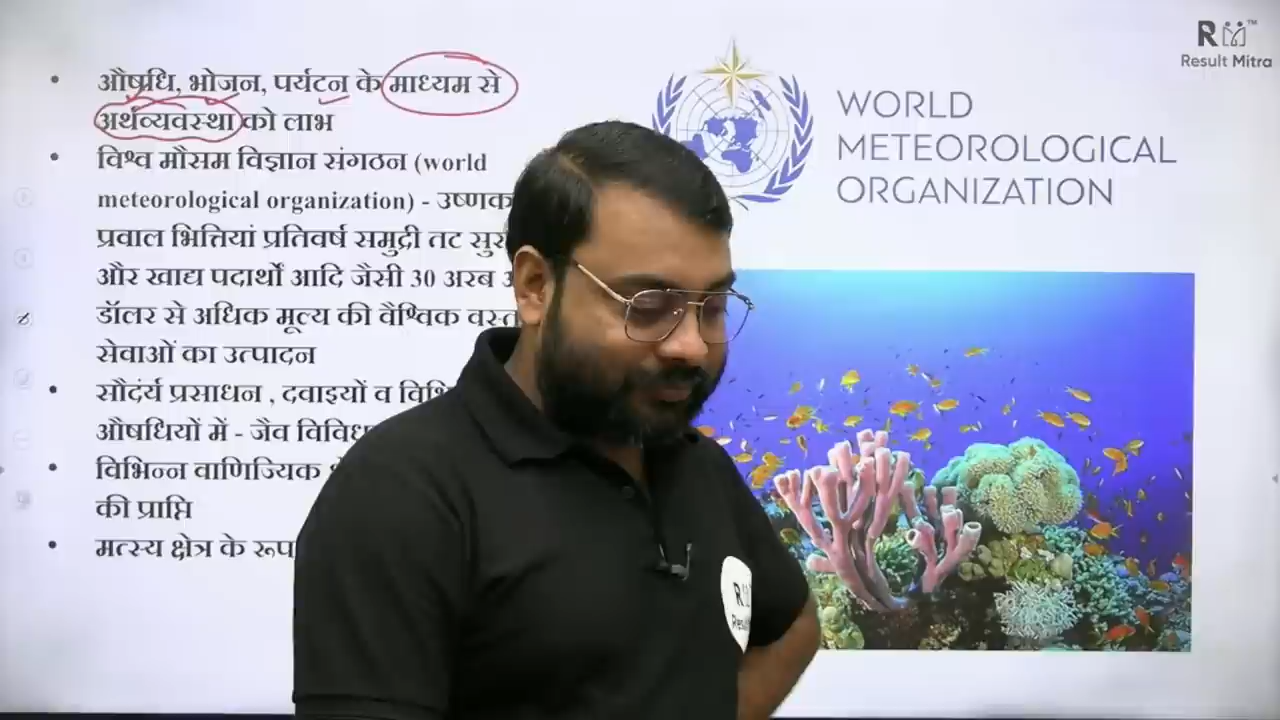 औषधि, भोजन, पर्यटन के माध्यम से
अर्थव्यवस्था को लाभ
विश्व मौसम विज्ञान संगठन (world
meteorological organization) - उष्णक
प्रवाल भित्तियां प्रतिवर्ष समुद्री तट
और खाद्य पदार्थों आदि जैसी 30 अरब
डॉलर से अधिक मूल्य की वैश्विक
सेवाओं का उत्पादन
सौदंर्य प्रसाधन , दवाइयों व
औषधियों में - जैव
विभिन्न वाणिज्यिक
की प्राप्ति
मत्स्य क्षेत्र के रूप
WORLD
METEOROLOGICAL
ORGANIZATION
R TM
Result Mitra
R